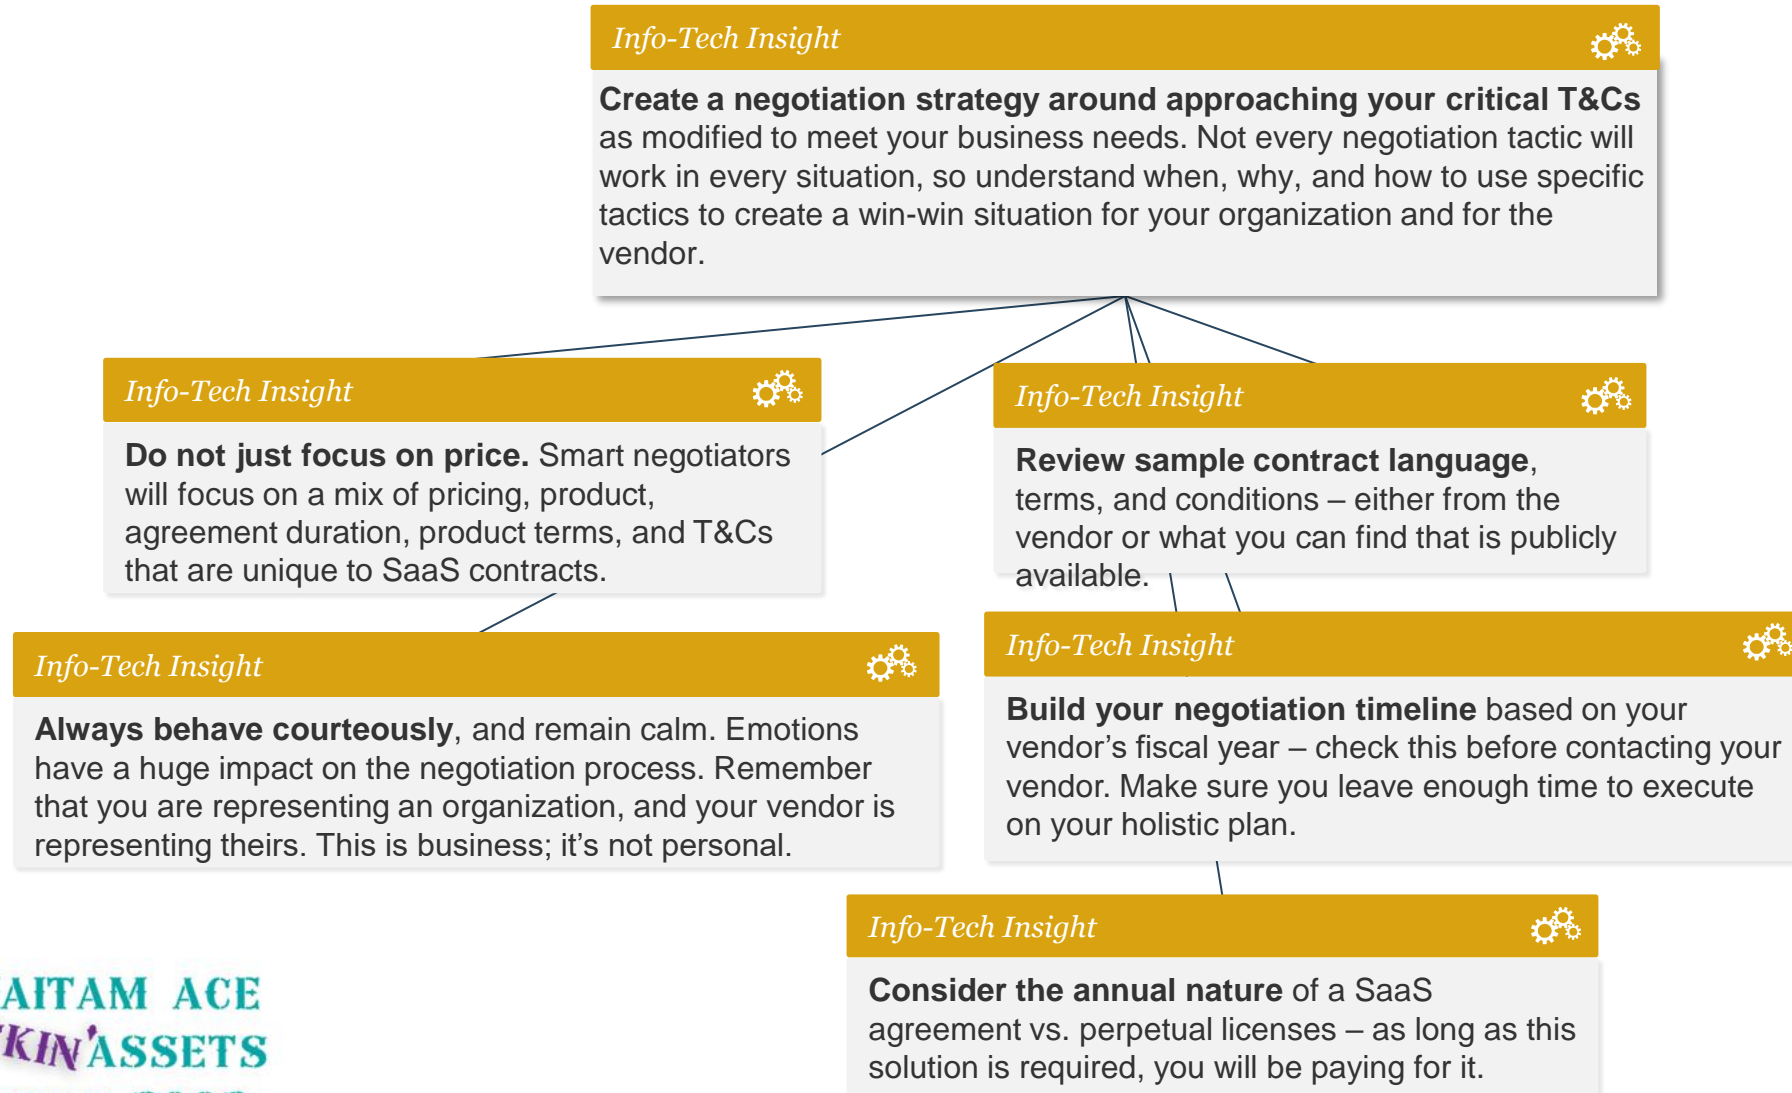 Info-Tech Insight
Create a negotiation strategy around approaching your critical T&Cs
as modified to meet your business needs. Not every negotiation tactic will
work in every situation, so understand when, why, and how to use specific
tactics to create a win-win situation for your organization and for the
vendor.
Info-Tech Insight
Do not just focus on price. Smart negotiators
will focus on a mix of pricing, product,
agreement duration, product terms, and T&Cs
that are unique to SaaS contracts.
Info-Tech Insight
Review sample contract language,
terms, and conditions – either from the
vendor or what you can find that is publicly
available.
Info-Tech Insight
Always behave courteously, and remain calm. Emotions
have a huge impact on the negotiation process. Remember
that you are representing an organization, and your vendor is
representing theirs. This is business; it’s not personal.
Info-Tech Insight
Build your negotiation timeline based on your
vendor’s fiscal year – check this before contacting your
vendor. Make sure you leave enough time to execute
on your holistic plan.
Info-Tech Insight
Consider the annual nature of a SaaS
agreement vs. perpetual licenses – as long as this
solution is required, you will be paying for it.
AITAM ACE
KIN'ASSETS